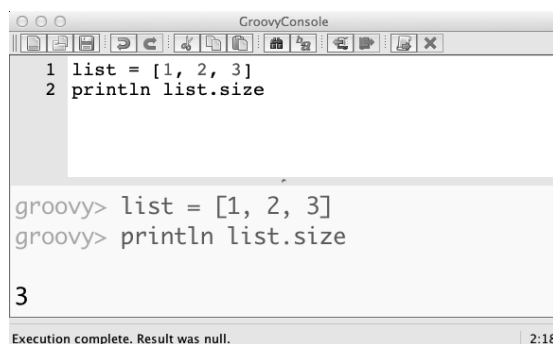 GroovyConsole
1 list = [1, 2, 3]
2 println list.size
groovy> list = [1, 2, 3]
groovy> println list.size
3
Execution complete. Result was null.
2:18